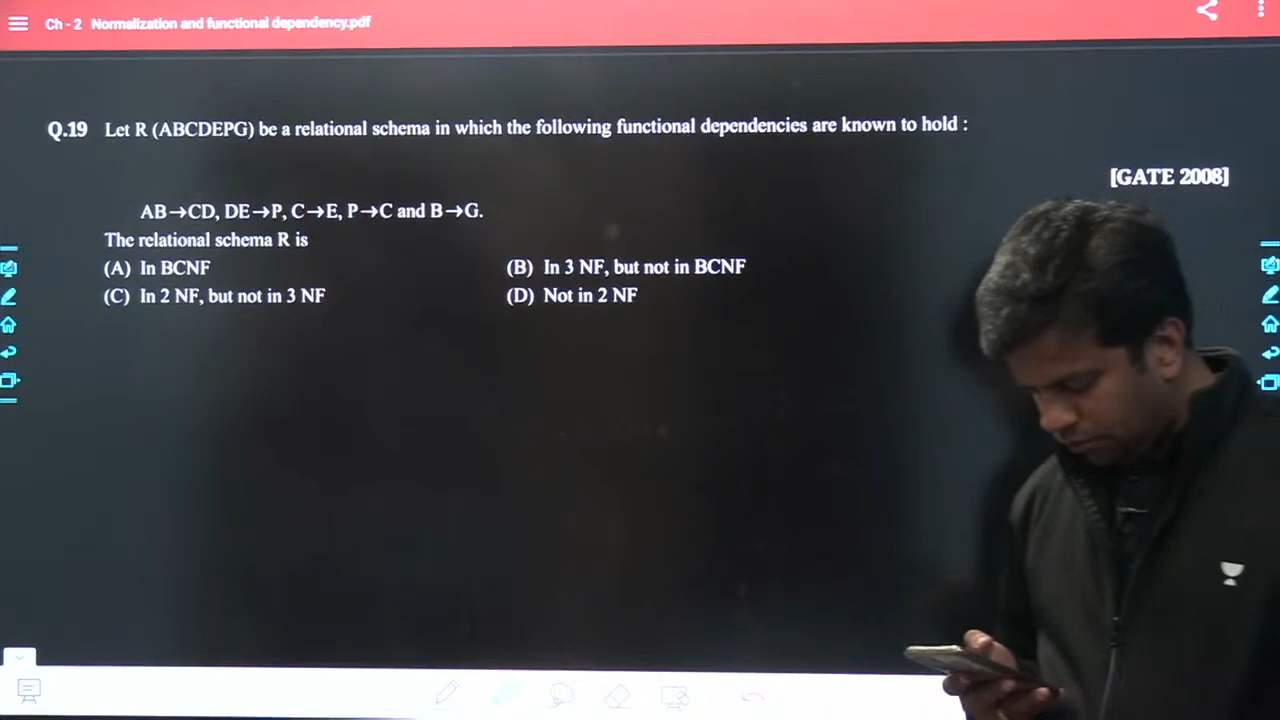 Ch - 2 Normalization and functional dependency.pdf
Q.19 Let R (ABCDEPG) be a relational schema in which the following functional dependencies are known to hold :
[GATE 2008]
AB→CD, DE→P, C→E, P→C and B→G.
The relational schema R is
(A) In BCNF
(B) In 3 NF, but not in BCNF
(C) In 2 NF, but not in 3 NF
(D) Not in 2 NF